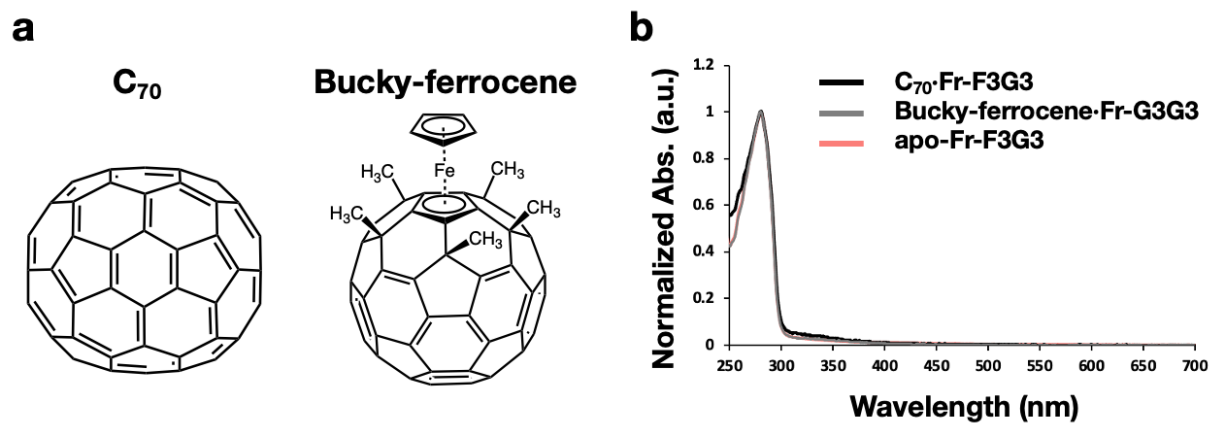 a
C₇₀
Bucky-ferrocene
Fe
H₃C
CH₃
H₃C
CH₃
CH₃
b
C₇₀·Fr-F3G3
Bucky-ferrocene·Fr-G3G3
apo-Fr-F3G3
Normalized Abs. (a.u.)
1.2
1
0.8
0.6
0.4
0.2
0
250 300 350 400 450 500 550 600 650 700
Wavelength (nm)